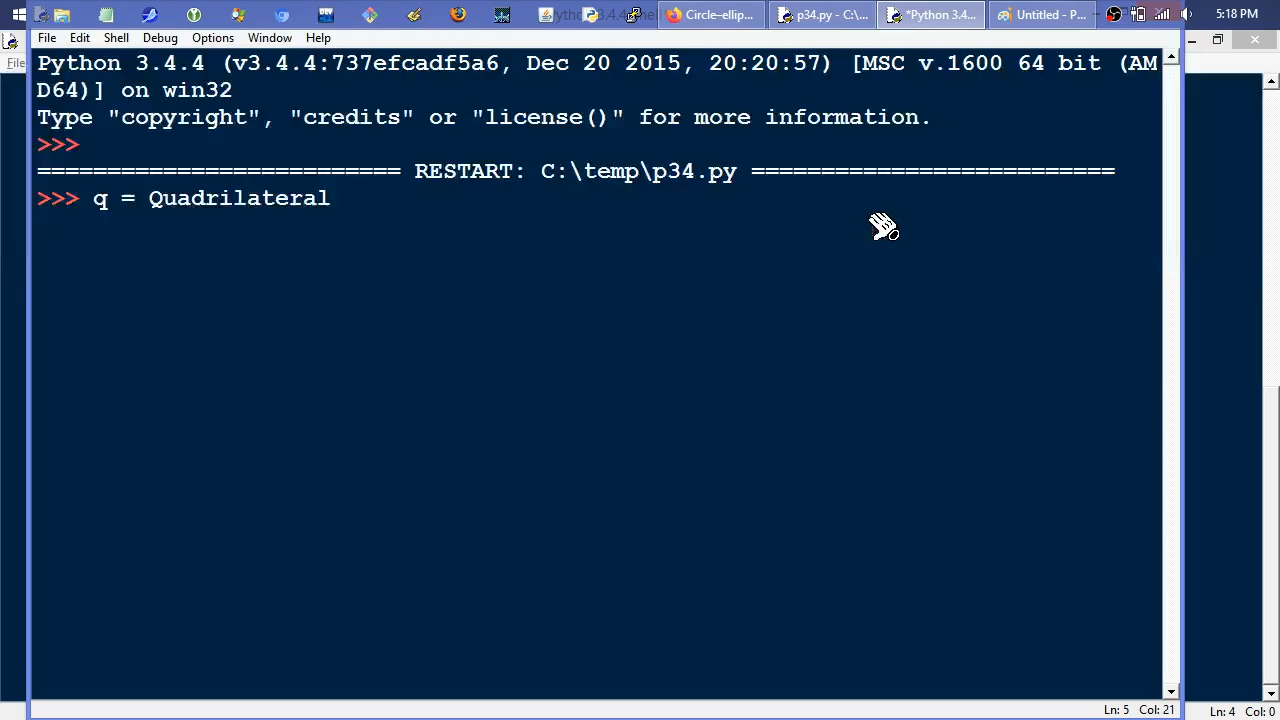 Circle-ellip...
p34.py - C:\...
*Python 3.4...
Untitled - P...
5:18 PM
File
File Edit Shell Debug Options Window Help
Python 3.4.4 (v3.4.4:737efcadf5a6, Dec 20 2015, 20:20:57) [MSC v.1600 64 bit (AM
D64)] on win32
Type "copyright", "credits" or "license()" for more information.
>>>
========================== RESTART: C:\temp\p34.py ==========================
>>> q = Quadrilateral
Ln: 5 Col: 21
Ln: 4 Col: 0